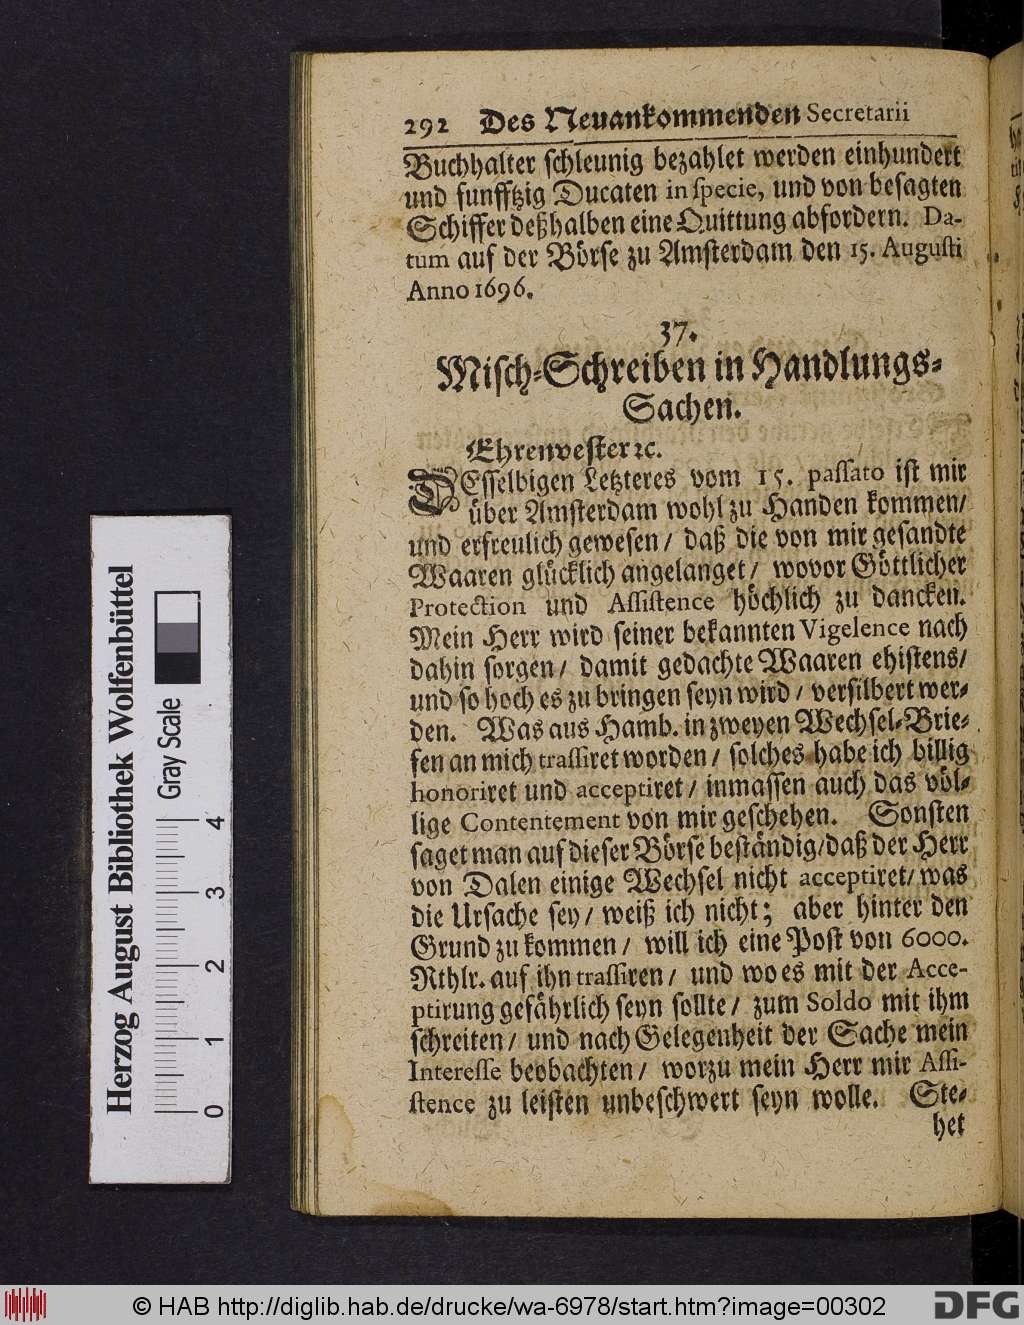 292 Des Neuankommenden Secretarii
Buchhalter schleunig bezahlet werden einhundert
und funfftzig Ducaten in specie, und von besagten
Schiffer deßhalben eine Quittung abfordern. Da-
tum auf der Börse zu Amsterdam den 15. Augusti
Anno 1696.
37.
Misch-Schreiben in Handlungs-
Sachen.
Ehrenvester ꝛc.
DEsselbigen Letzteres vom 15. passato ist mir
über Amsterdam wohl zu Handen kommen/
und erfreulich gewesen/ daß die von mir gesandte
Waaren glücklich angelanget/ wovor Göttlicher
Protection und Assistence höchlich zu dancken.
Mein Herr wird seiner bekannten Vigelence nach
dahin sorgen/ damit gedachte Waaren ehistens/
und so hoch es zu bringen seyn wird/ versilbert wer-
den. Was aus Hamb. in zweyen Wechsel-Brie-
fen an mich trassiret worden/ solches habe ich billig
honoriret und acceptiret/ inmassen auch das völ-
lige Contentement von mir geschehen. Sonsten
saget man auf dieser Börse beständig/ daß der Herr
von Dalen einige Wechsel nicht acceptiret/ was
die Ursache sey/ weiß ich nicht; aber hinter den
Grund zu kommen/ will ich eine Post von 6000.
Rthlr. auf ihn trassiren/ und wo es mit der Acce-
ptirung gefährlich seyn sollte/ zum Soldo mit ihm
schreiten/ und nach Gelegenheit der Sache mein
Interesse beobachten/ worzu mein Herr mir Assi-
stence zu leisten unbeschwert seyn wolle. Ste-
het
Herzog August Bibliothek Wolfenbüttel
Gray Scale
0 1 2 3 4
© HAB http://diglib.hab.de/drucke/wa-6978/start.htm?image=00302
DFG